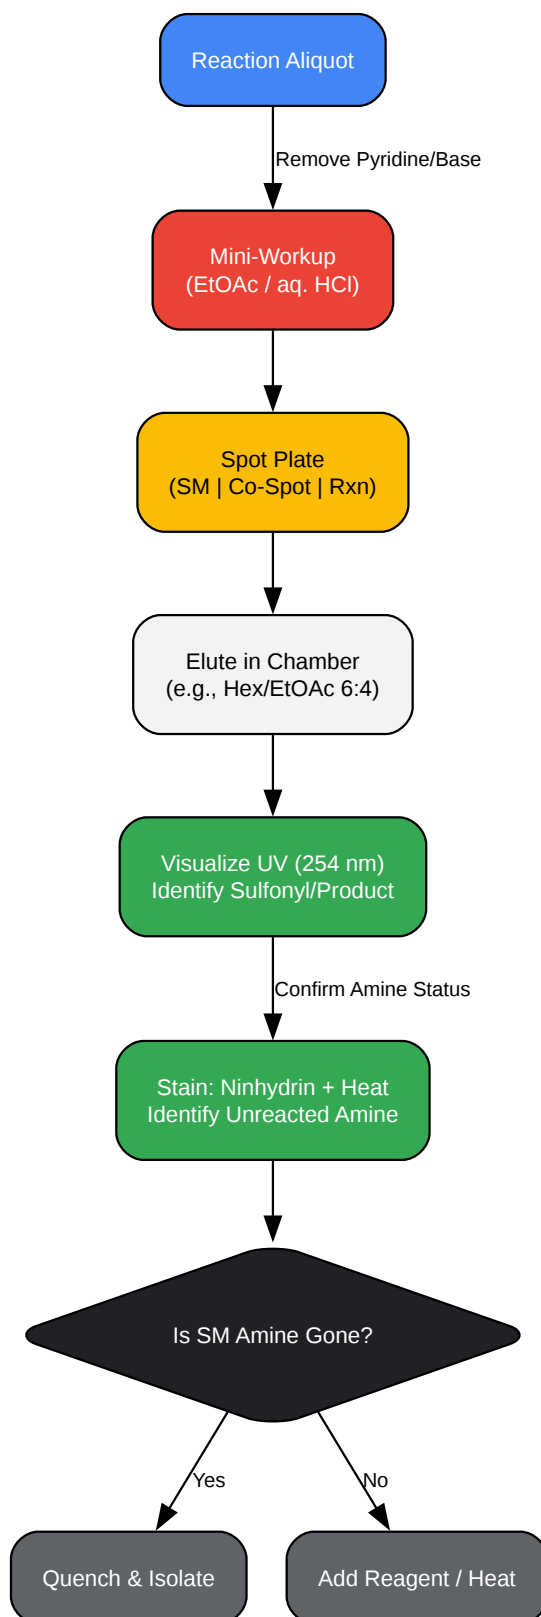 Reaction Aliquot
Remove Pyridine/Base
Mini-Workup
(EtOAc / aq. HCl)
Spot Plate
(SM | Co-Spot | Rxn)
Elute in Chamber
(e.g., Hex/EtOAc 6:4)
Visualize UV (254 nm)
Identify Sulfonyl/Product
Confirm Amine Status
Stain: Ninhydrin + Heat
Identify Unreacted Amine
Is SM Amine Gone?
Yes
No
Quench & Isolate
Add Reagent / Heat